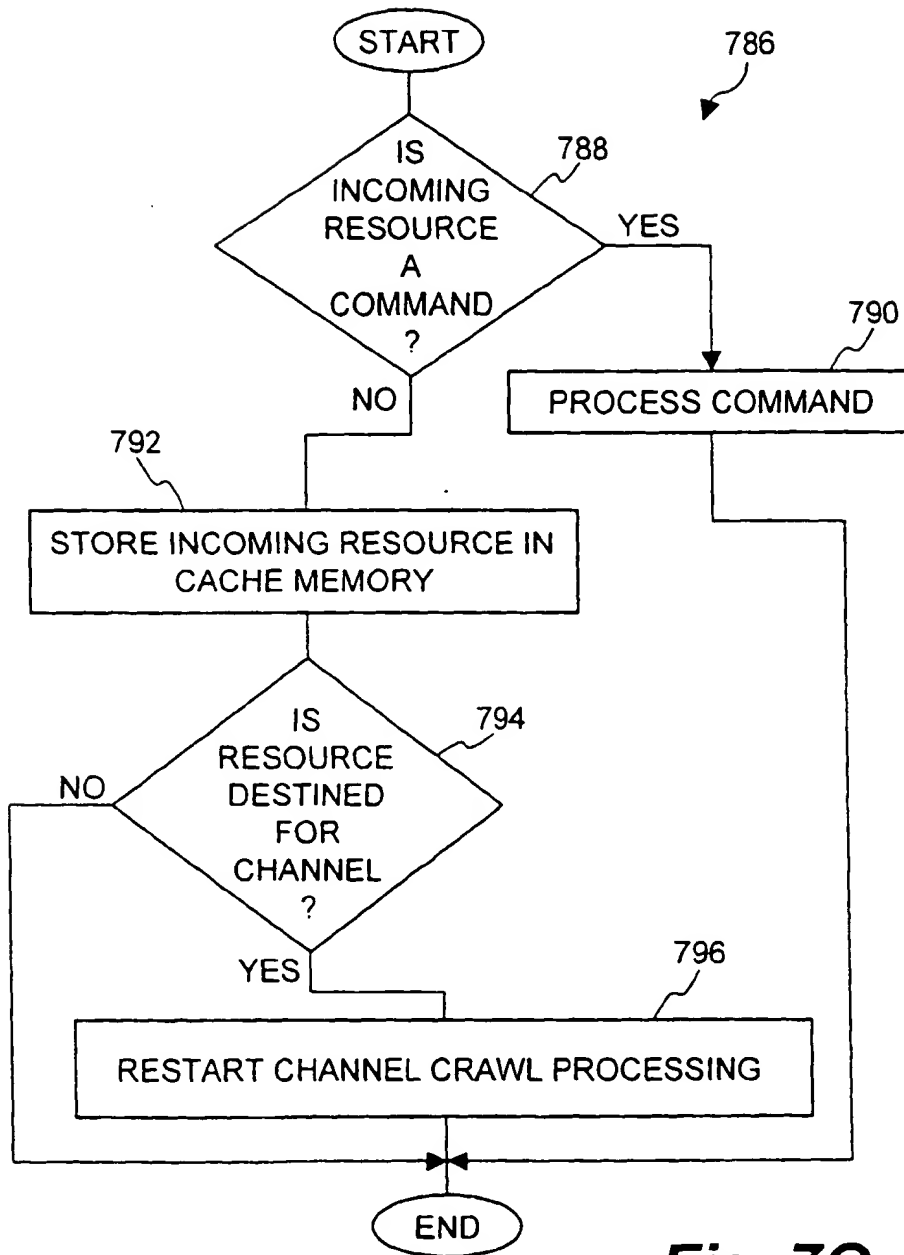 START
786
IS
INCOMING
RESOURCE
A
COMMAND
?
788
YES
NO
790
PROCESS COMMAND
792
STORE INCOMING RESOURCE IN
CACHE MEMORY
IS
RESOURCE
DESTINED
FOR
CHANNEL
?
794
NO
YES
796
RESTART CHANNEL CRAWL PROCESSING
END